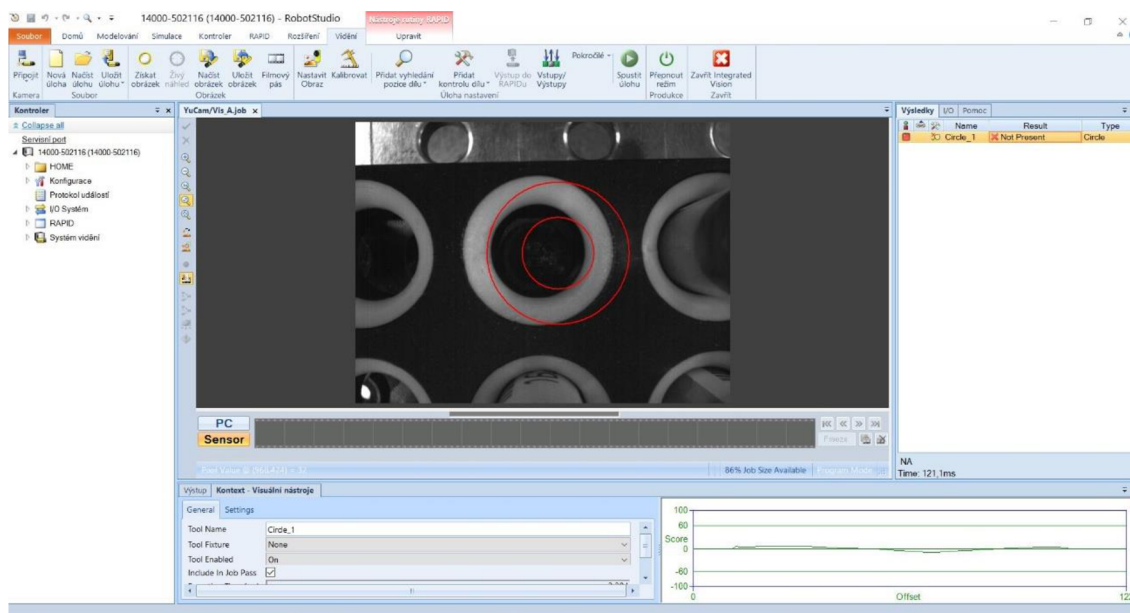 14000-502116 (14000-502116) - RobotStudio
Nástroje rutiny RAPID
Soubor Domů Modelování Simulace Kontroler RAPID Rozšíření Vidění Upravit
Připojit Nová úloha Načíst úlohu Uložit úlohu Získat obrázek Živý náhled Načíst obrázek Uložit obrázek Filmový pás Nastavit Obraz Kalibrovat Přidat vyhledání pozice dílu Přidat kontrolu dílu Výstup do RAPIDu Vstupy/ Výstupy Pokročilé Spustit úlohu Přepnout režim Zavřít Integrated Vision
Kamera Soubor Obrázek Úloha nastavení Produkce Zavřít
Kontroler
Collapse all
Servisní port
14000-502116 (14000-502116)
HOME
Konfigurace
Protokol událostí
I/O Systém
RAPID
Systém vidění
YuCam/Vis_A.job
PC
Sensor
Freeze
86% Job Size Available Program Mode
Výsledky I/O Pomoc
Name Result Type
Circle_1 Not Present Circle
NA
Time: 121,1ms
Výstup Kontext - Visuální nástroje
General Settings
Tool Name Circle_1
Tool Fixture None
Tool Enabled On
Include In Job Pass
100
60
Score
0
-60
-100
0 Offset